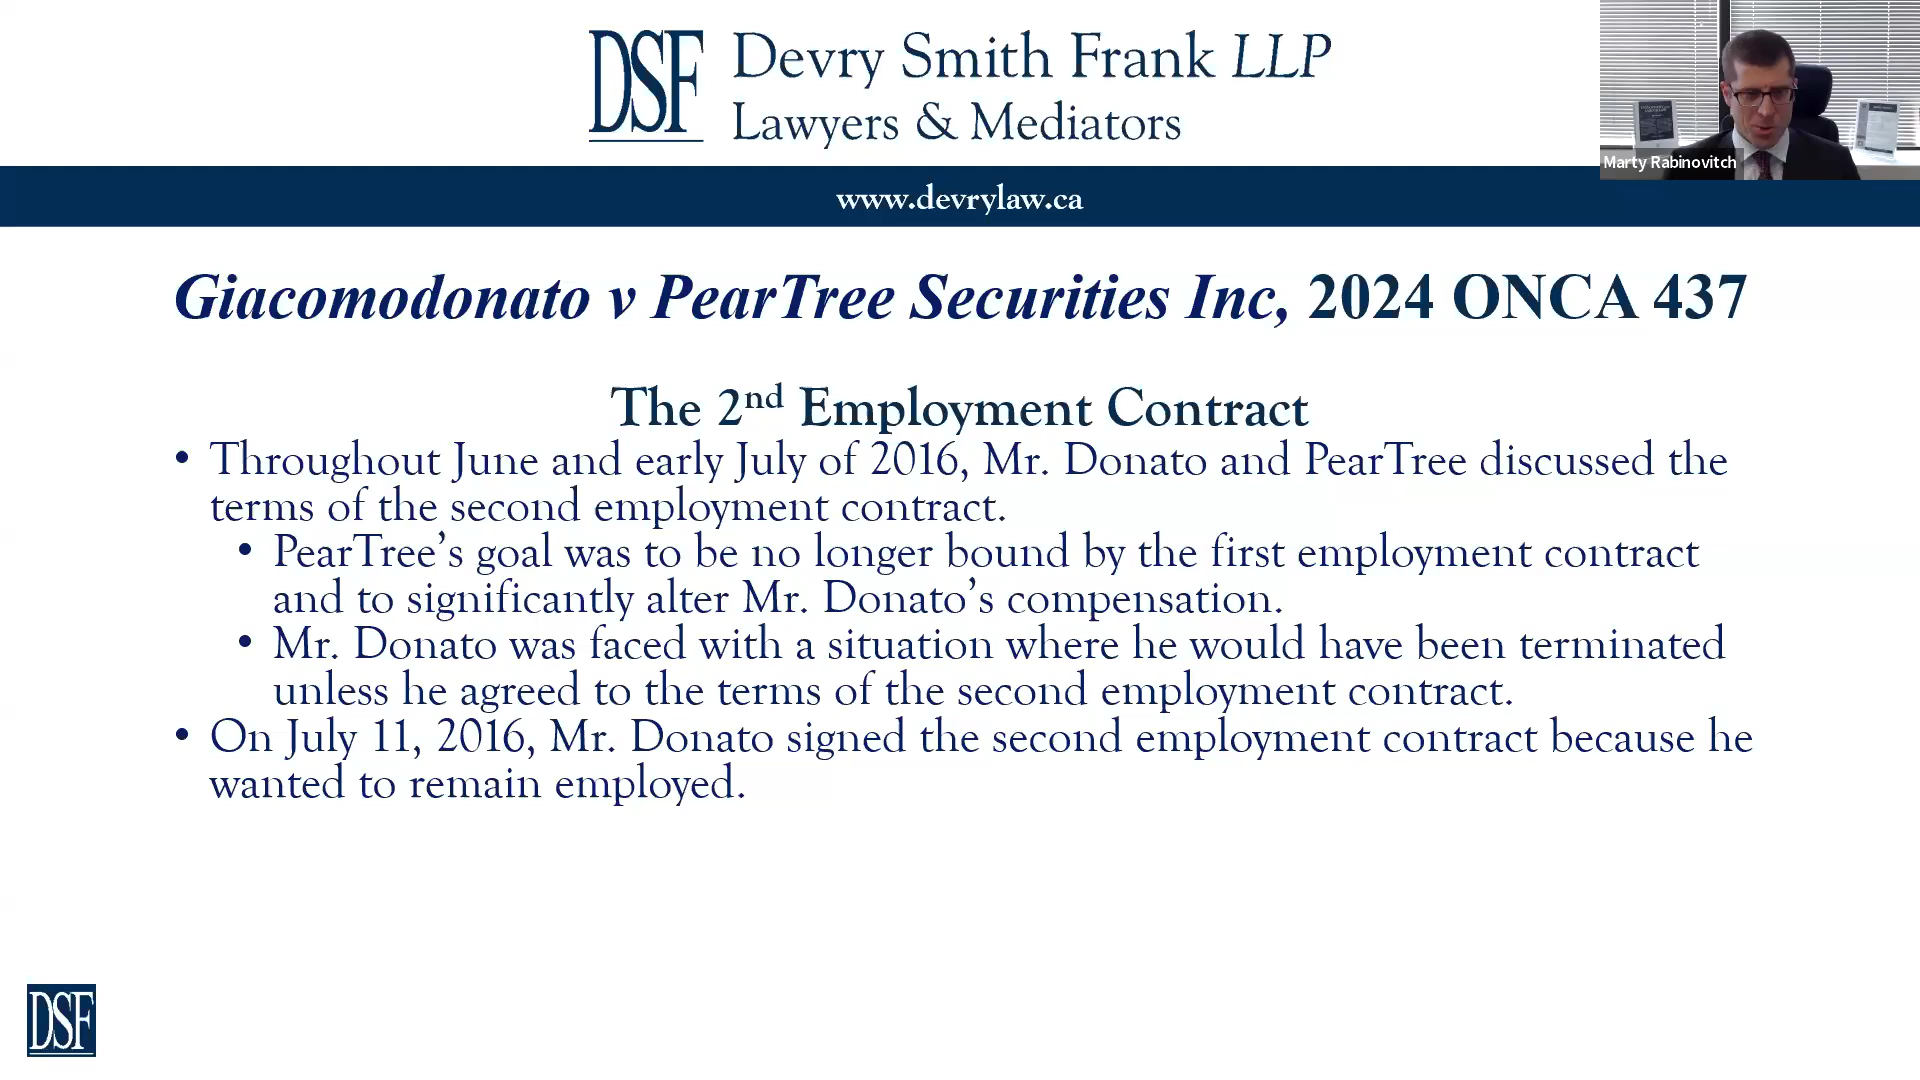 DSF
Devry Smith Frank LLP
Lawyers & Mediators
Marty Rabinovitch
www.devrylaw.ca
Giacomodonato v PearTree Securities Inc, 2024 ONCA 437
The 2nd Employment Contract
• Throughout June and early July of 2016, Mr. Donato and PearTree discussed the
terms of the second employment contract.
• PearTree’s goal was to be no longer bound by the first employment contract
and to significantly alter Mr. Donato’s compensation.
• Mr. Donato was faced with a situation where he would have been terminated
unless he agreed to the terms of the second employment contract.
• On July 11, 2016, Mr. Donato signed the second employment contract because he
wanted to remain employed.
DSF